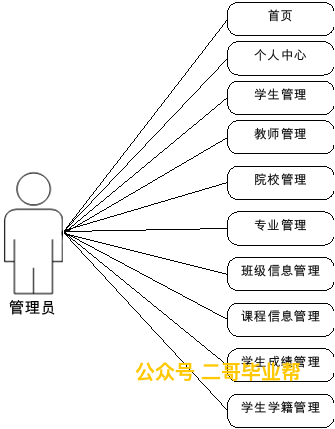 首页
个人中心
学生管理
教师管理
院校管理
专业管理
班级信息管理
管理员
课程信息管理
学生成绩管理
公众号 二哥毕业帮
学生学籍管理